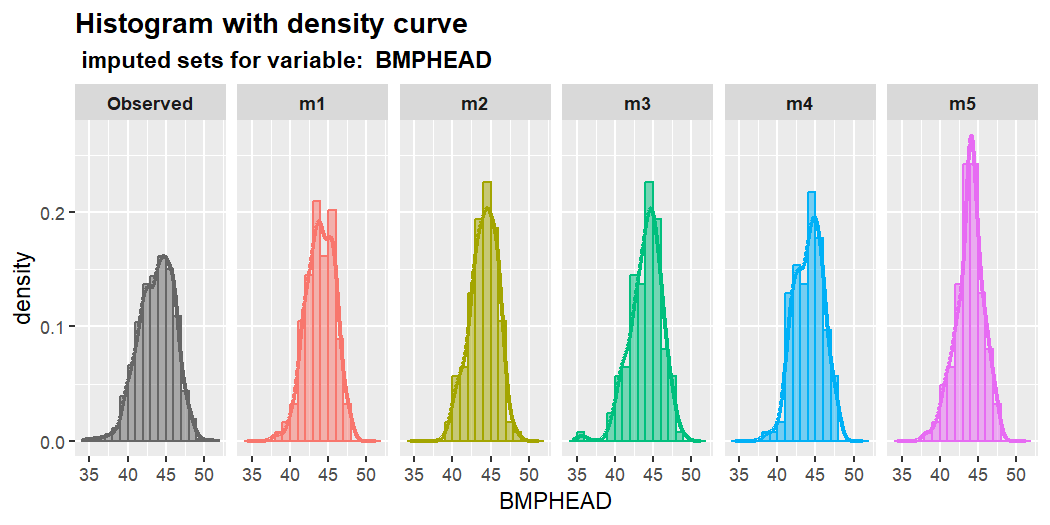 Histogram with density curve
imputed sets for variable: BMPHEAD
Observed m1 m2 m3 m4 m5
density
0.2
0.1
0.0
35 40 45 50 35 40 45 50 35 40 45 50 35 40 45 50 35 40 45 50 35 40 45 50
BMPHEAD